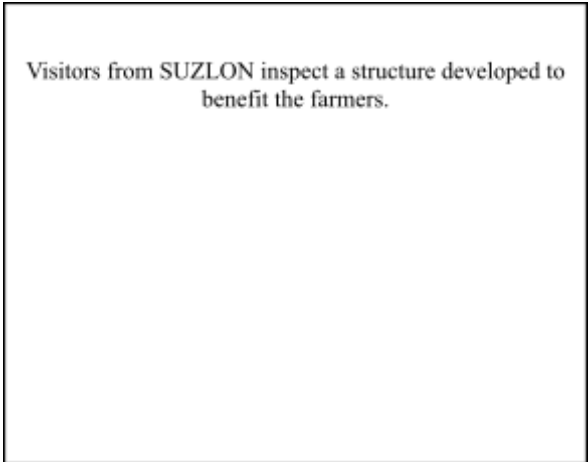 Visitors from SUZLON inspect a structure developed to
benefit the farmers.